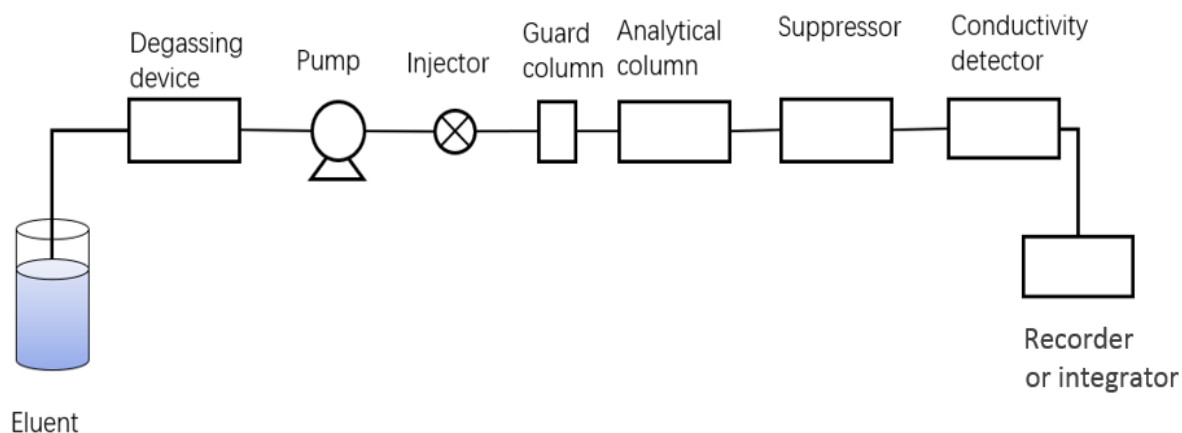 Degassing
device
Pump
Injector
Guard
column
Analytical
column
Suppressor
Conductivity
detector
Recorder
or integrator
Eluent